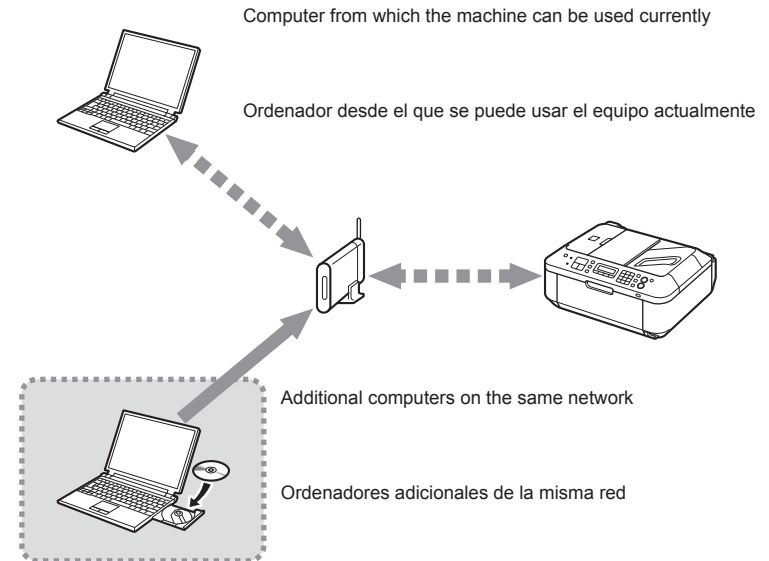 Computer from which the machine can be used currently
Ordenador desde el que se puede usar el equipo actualmente
Additional computers on the same network
Ordenadores adicionales de la misma red